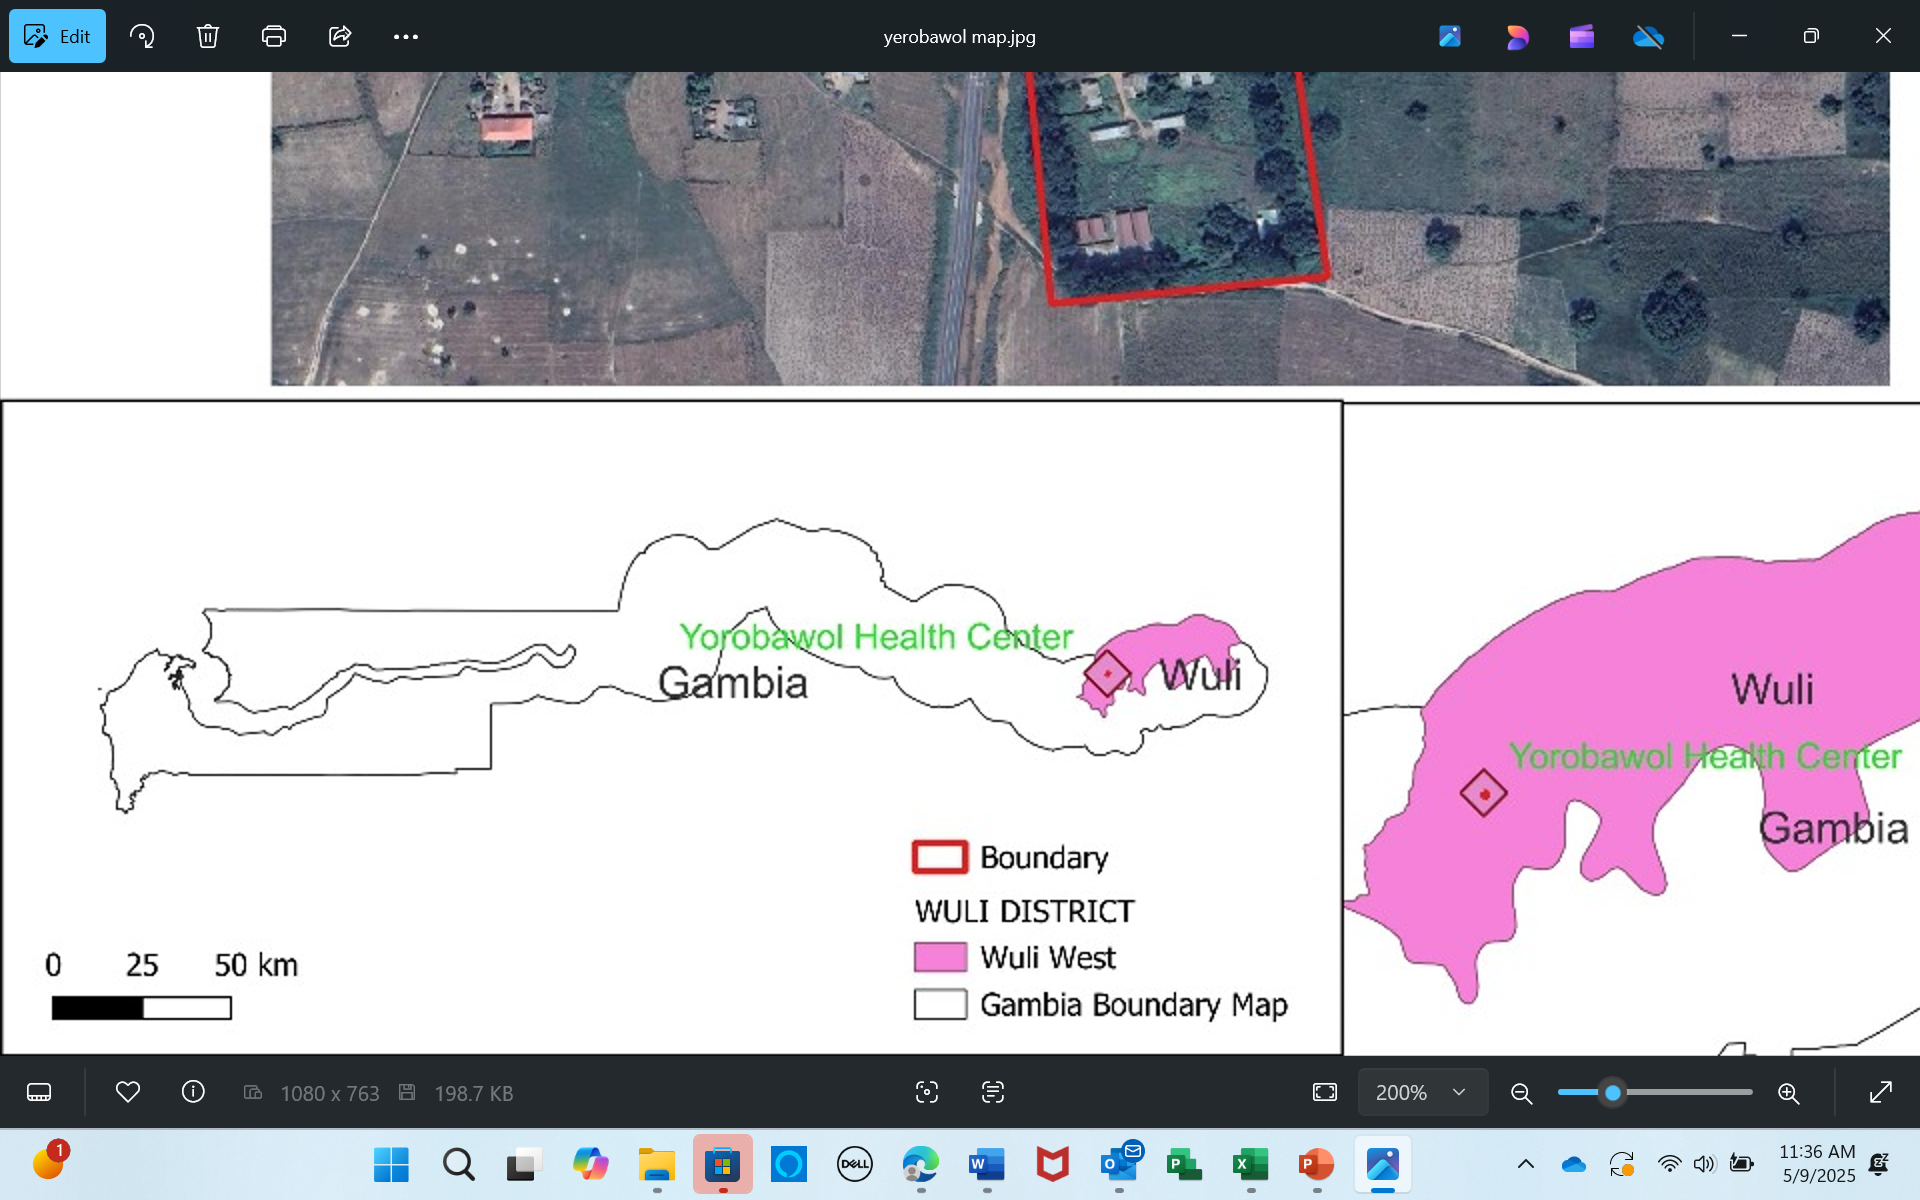 Edit
yerobawol map.jpg
Yorobawol Health Center
Gambia
Wuli
Boundary
WULI DISTRICT
Wuli West
Gambia Boundary Map
0 25 50 km
Wuli
Yorobawol Health Center
Gambia
1080 x 763
198.7 KB
200%
1
DELL
W
O
P
X
P
11:36 AM
5/9/2025